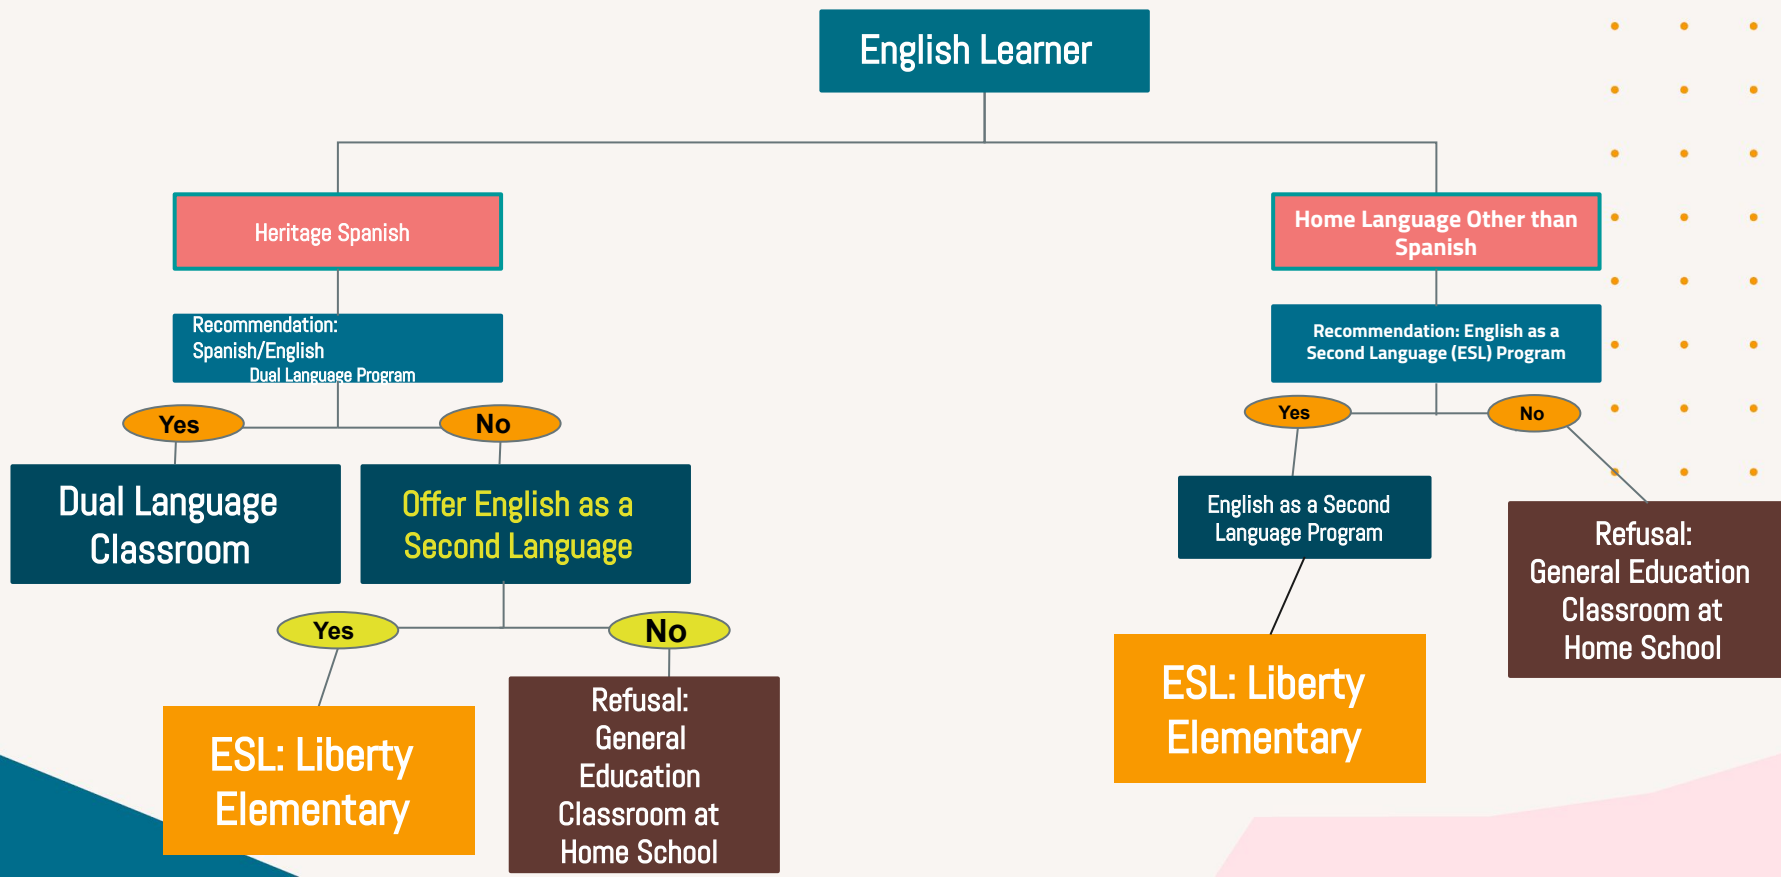 English Learner
Heritage Spanish
Home Language Other than
Spanish
Recommendation:
Spanish/English
Dual Language Program
Recommendation: English as a
Second Language (ESL) Program
Yes
No
Yes
No
Dual Language
Classroom
Offer English as a
Second Language
English as a Second
Language Program
Refusal:
General Education
Classroom at
Home School
Yes
No
ESL: Liberty
Elementary
Refusal:
General
Education
Classroom at
Home School
ESL: Liberty
Elementary